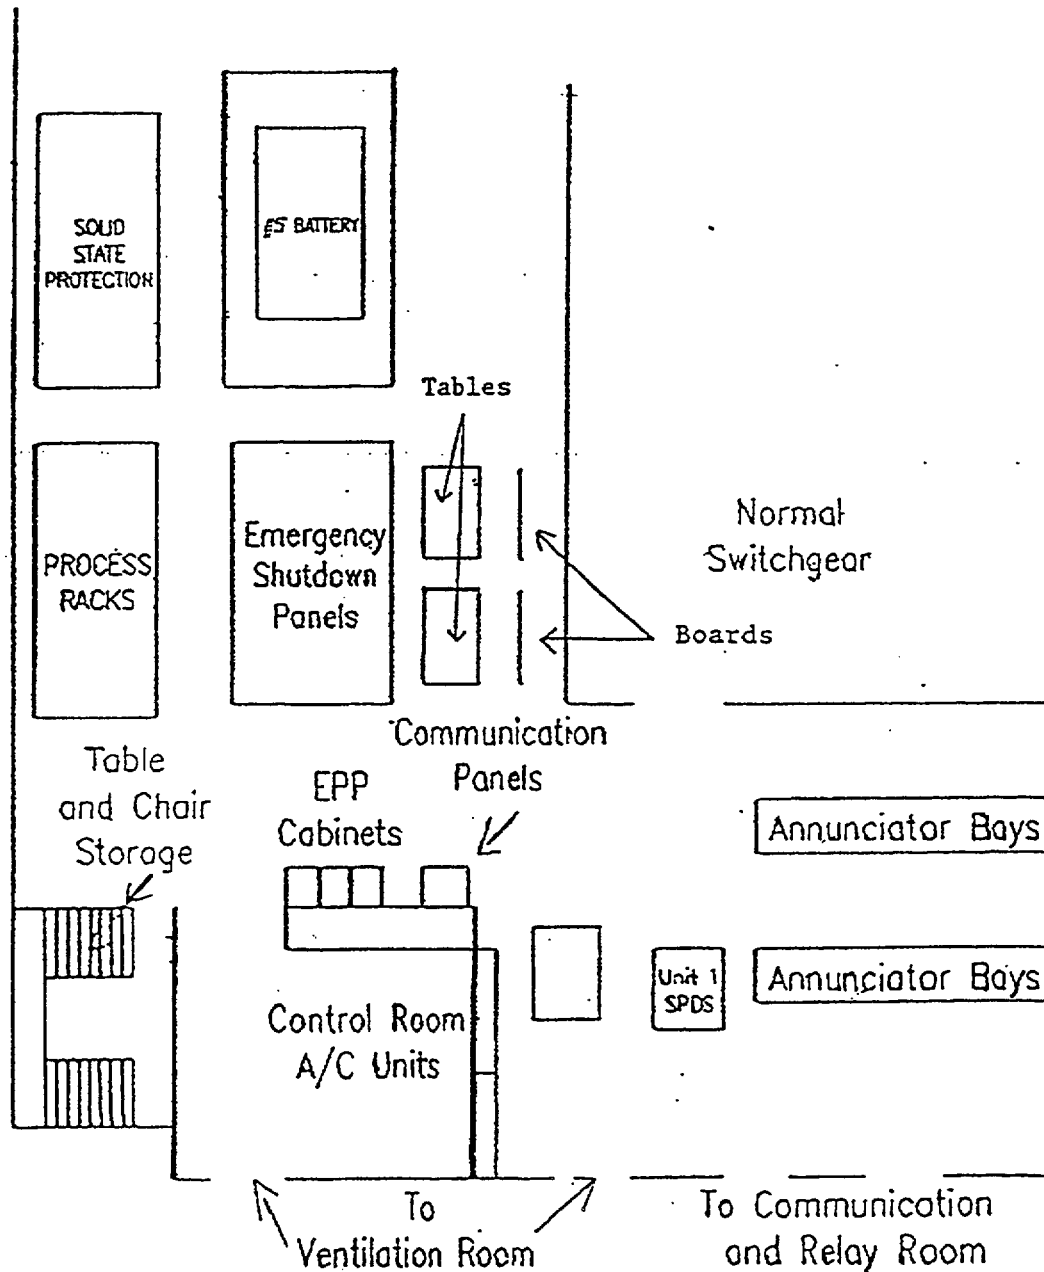 SOLID
STATE
PROTECTION
ES BATTERY
Tables
PROCESS
RACKS
Emergency
Shutdown
Panels
Normal
Switchgear
Boards
Communication
Panels
Table
and Chair
Storage
EPP
Cabinets
Annunciator Bays
Unit 1
SPDS
Annunciator Bays
Control Room
A/C Units
To
Ventilation Room
To Communication
and Relay Room